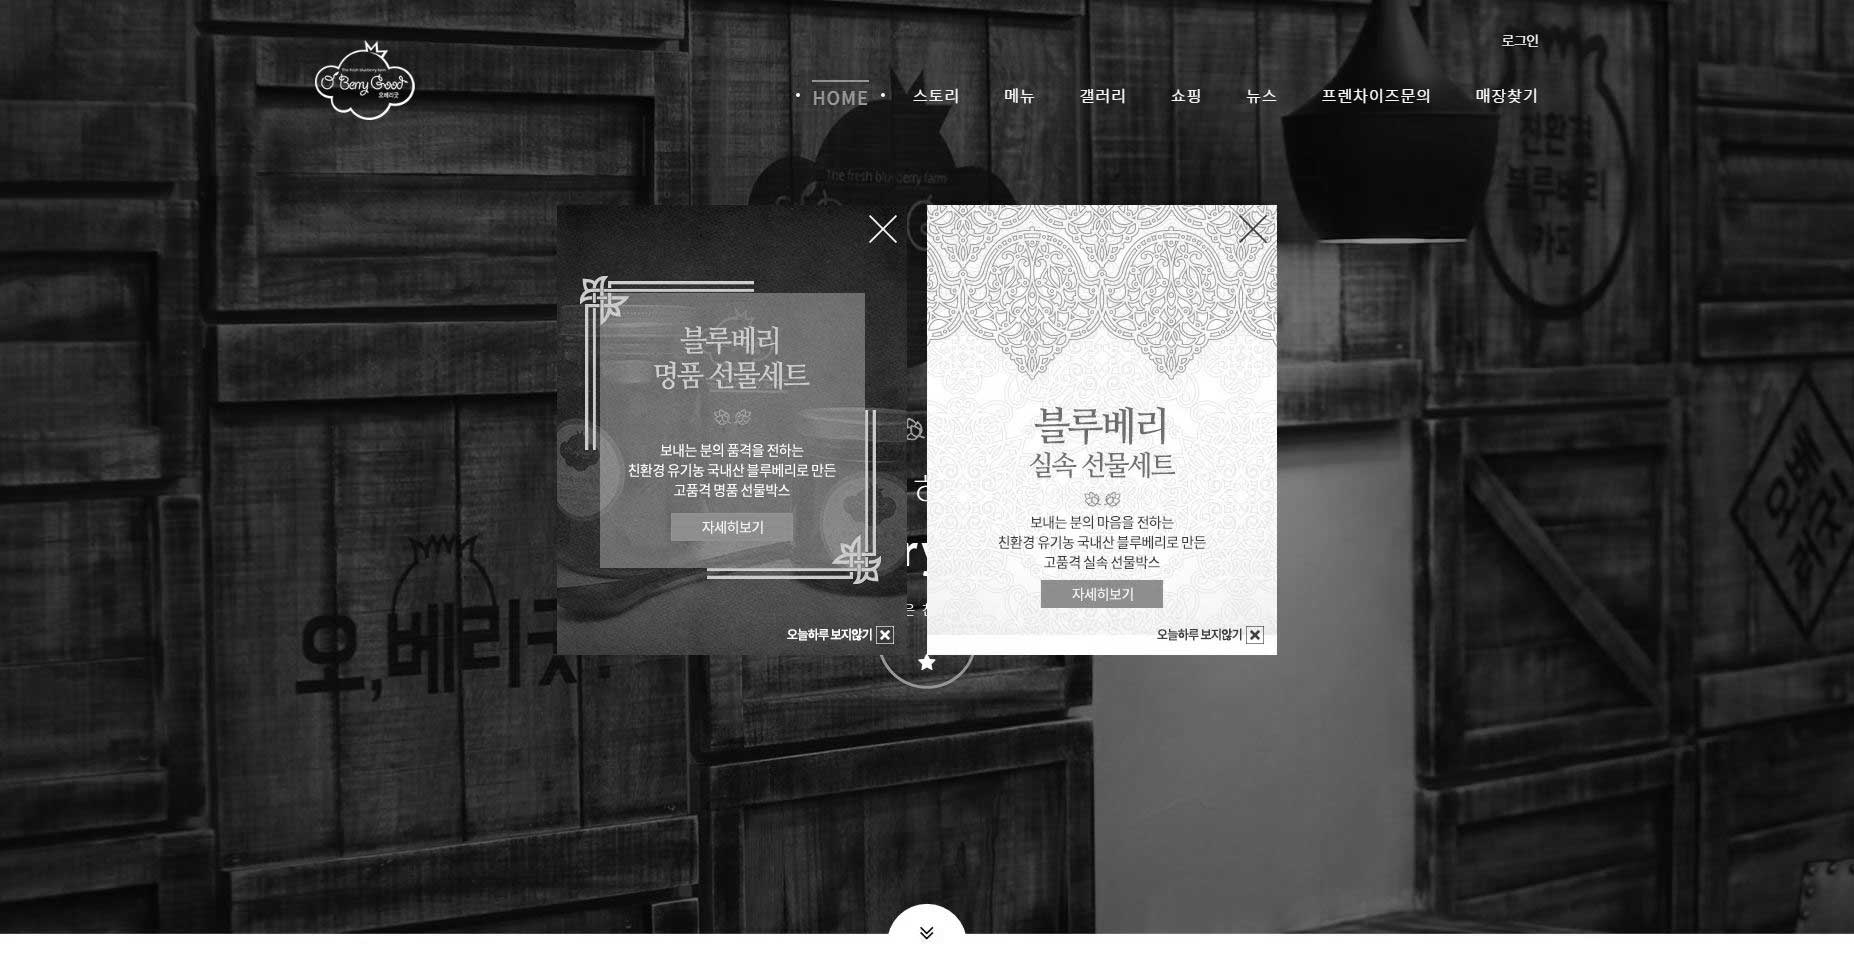 로그인
The fresh blueberry farm
O' Berry Good
오베리굿
HOME
스토리
메뉴
갤러리
쇼핑
뉴스
프렌차이즈문의
매장찾기
The fresh blueberry farm
친환경
블루베리
카페
블루베리
명품 선물세트
보내는 분의 품격을 전하는
친환경 유기농 국내산 블루베리로 만든
고품격 명품 선물박스
자세히보기
오늘하루 보지않기
블루베리
실속 선물세트
보내는 분의 마음을 전하는
친환경 유기농 국내산 블루베리로 만든
고품격 실속 선물박스
자세히보기
오늘하루 보지않기
오,베리굿.